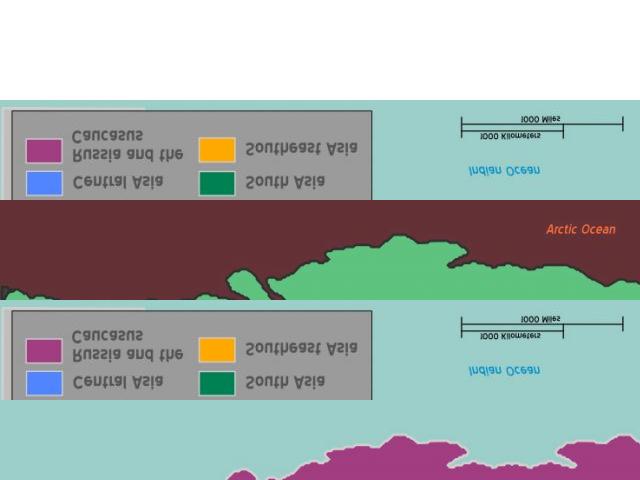 1000 Miles
1000 Kilometers
Indian Ocean
Caucasus
Russia and the
Southeast Asia
Central Asia
South Asia
Arctic Ocean
1000 Miles
1000 Kilometers
Indian Ocean
Caucasus
Russia and the
Southeast Asia
Central Asia
South Asia